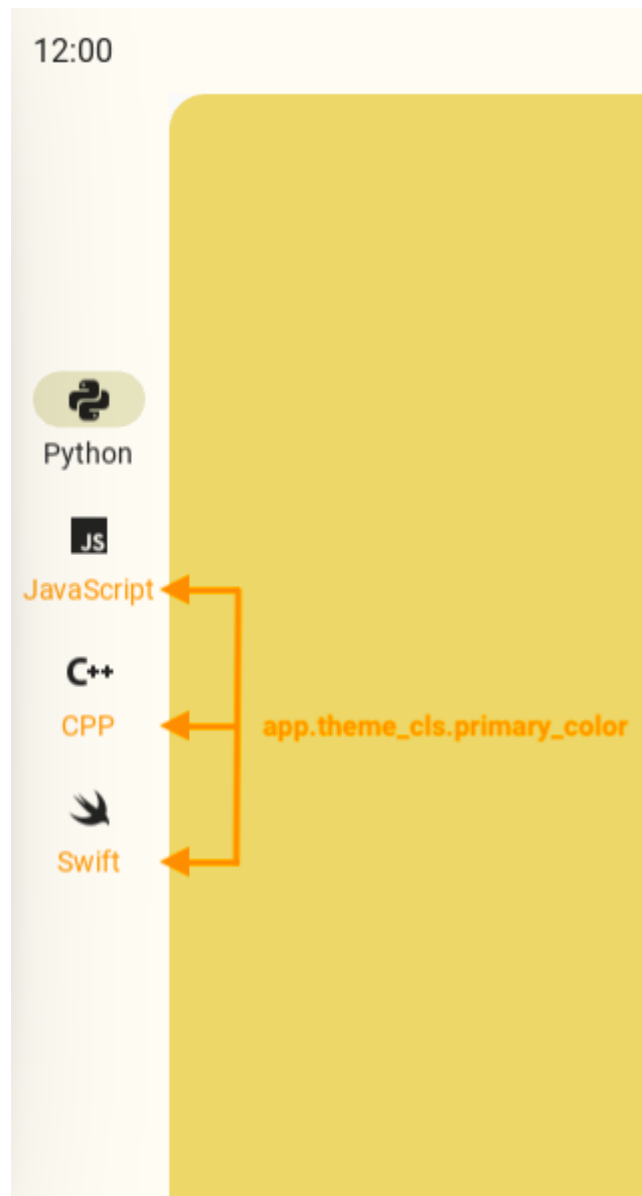 12:00
Python
JS
JavaScript
C++
CPP
app.theme_cls.primary_color
Swift